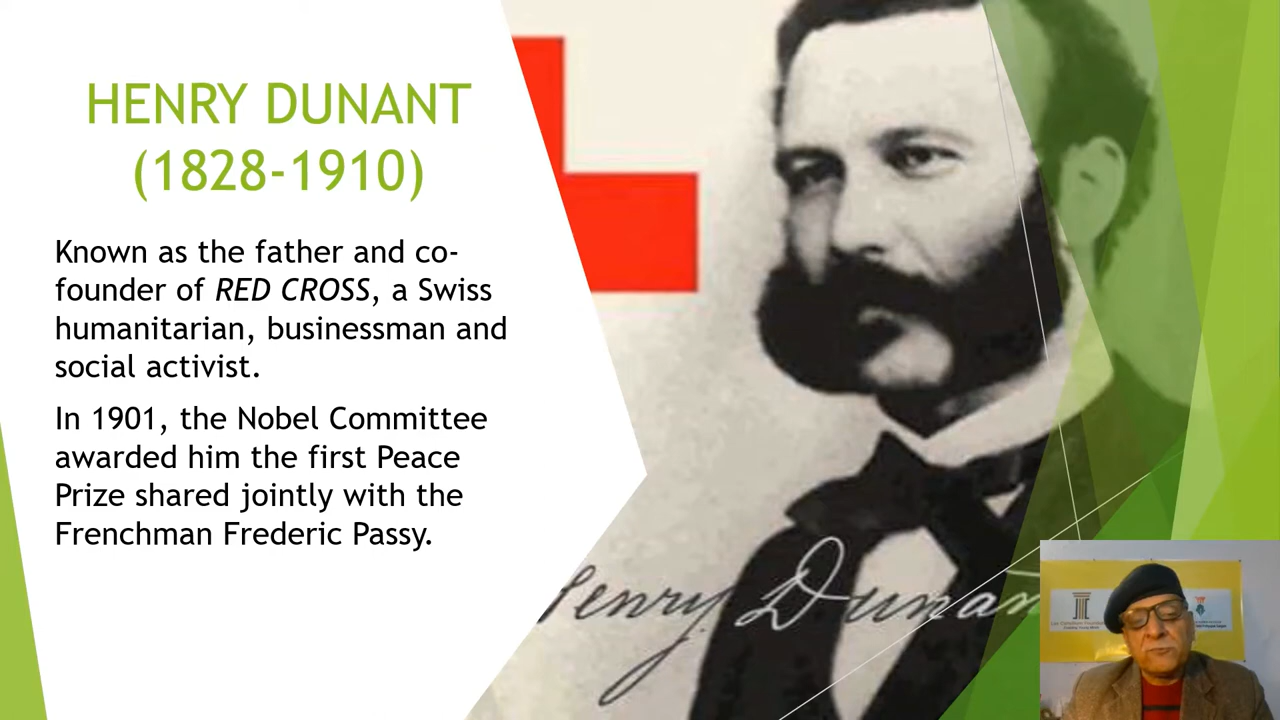 HENRY DUNANT
(1828-1910)
Known as the father and co-
founder of RED CROSS, a Swiss
humanitarian, businessman and
social activist.
In 1901, the Nobel Committee
awarded him the first Peace
Prize shared jointly with the
Frenchman Frederic Passy.
Henry Dunant